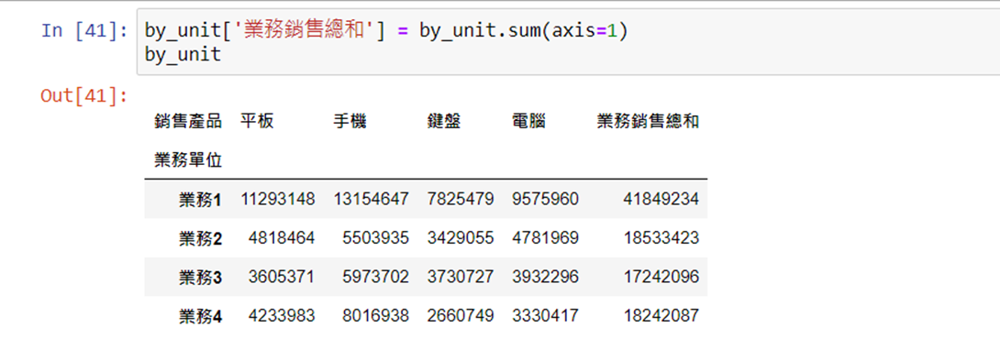 In [41]: by_unit['業務銷售總和'] = by_unit.sum(axis=1)
by_unit
Out[41]:
銷售產品 平板 手機 鍵盤 電腦 業務銷售總和
業務單位
業務1 11293148 13154647 7825479 9575960 41849234
業務2 4818464 5503935 3429055 4781969 18533423
業務3 3605371 5973702 3730727 3932296 17242096
業務4 4233983 8016938 2660749 3330417 18242087